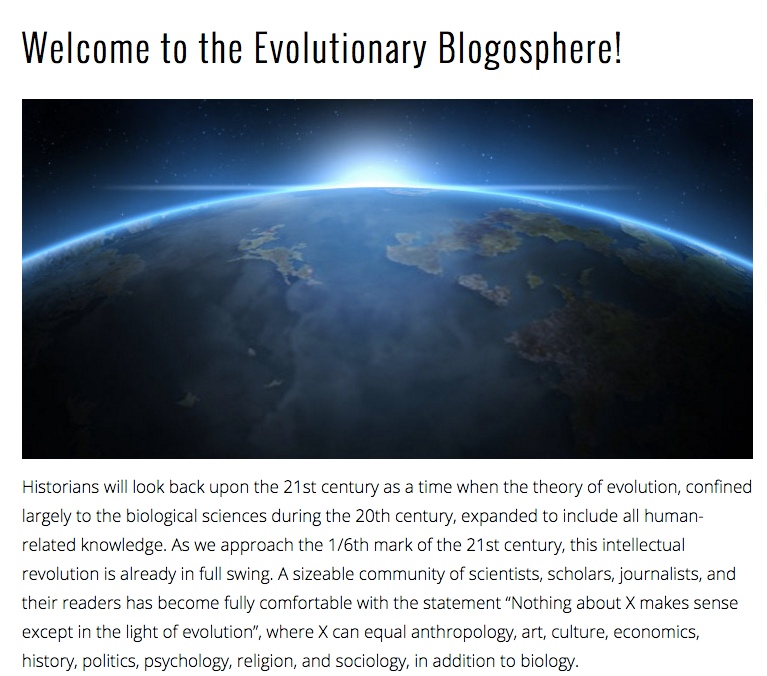 Welcome to the Evolutionary Blogosphere!
Historians will look back upon the 21st century as a time when the theory of evolution, confined
largely to the biological sciences during the 20th century, expanded to include all human-
related knowledge. As we approach the 1/6th mark of the 21st century, this intellectual
revolution is already in full swing. A sizeable community of scientists, scholars, journalists, and
their readers has become fully comfortable with the statement “Nothing about X makes sense
except in the light of evolution”, where X can equal anthropology, art, culture, economics,
history, politics, psychology, religion, and sociology, in addition to biology.